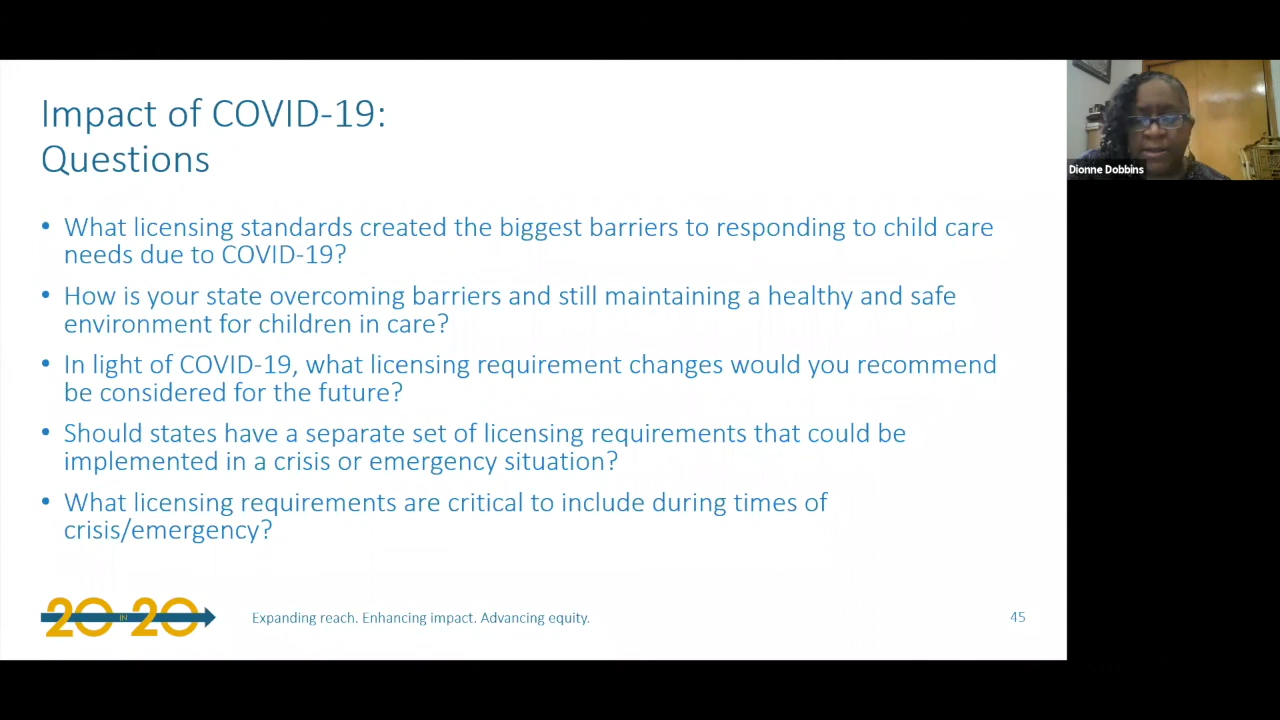 Impact of COVID-19:
Questions
Dionne Dobbins
• What licensing standards created the biggest barriers to responding to child care
needs due to COVID-19?
• How is your state overcoming barriers and still maintaining a healthy and safe
environment for children in care?
• In light of COVID-19, what licensing requirement changes would you recommend
be considered for the future?
• Should states have a separate set of licensing requirements that could be
implemented in a crisis or emergency situation?
• What licensing requirements are critical to include during times of
crisis/emergency?
20 IN 20
Expanding reach. Enhancing impact. Advancing equity.
45